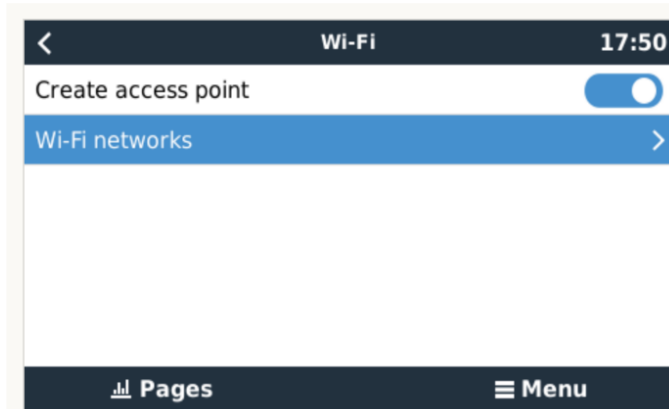 Wi-Fi 17:50
Create access point
Wi-Fi networks
Pages Menu